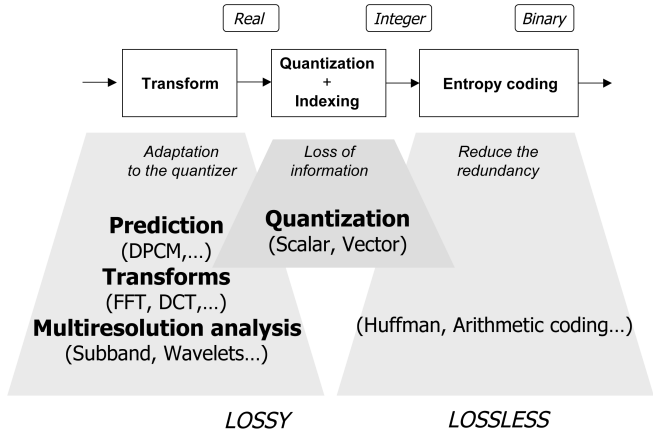 Real
Integer
Binary
Transform
Quantization
+
Indexing
Entropy coding
Adaptation
to the quantizer
Loss of
information
Reduce the
redundancy
Prediction
(DPCM,...)
Transforms
(FFT, DCT,...)
Multiresolution analysis
(Subband, Wavelets...)
Quantization
(Scalar, Vector)
(Huffman, Arithmetic coding...)
LOSSY
LOSSLESS